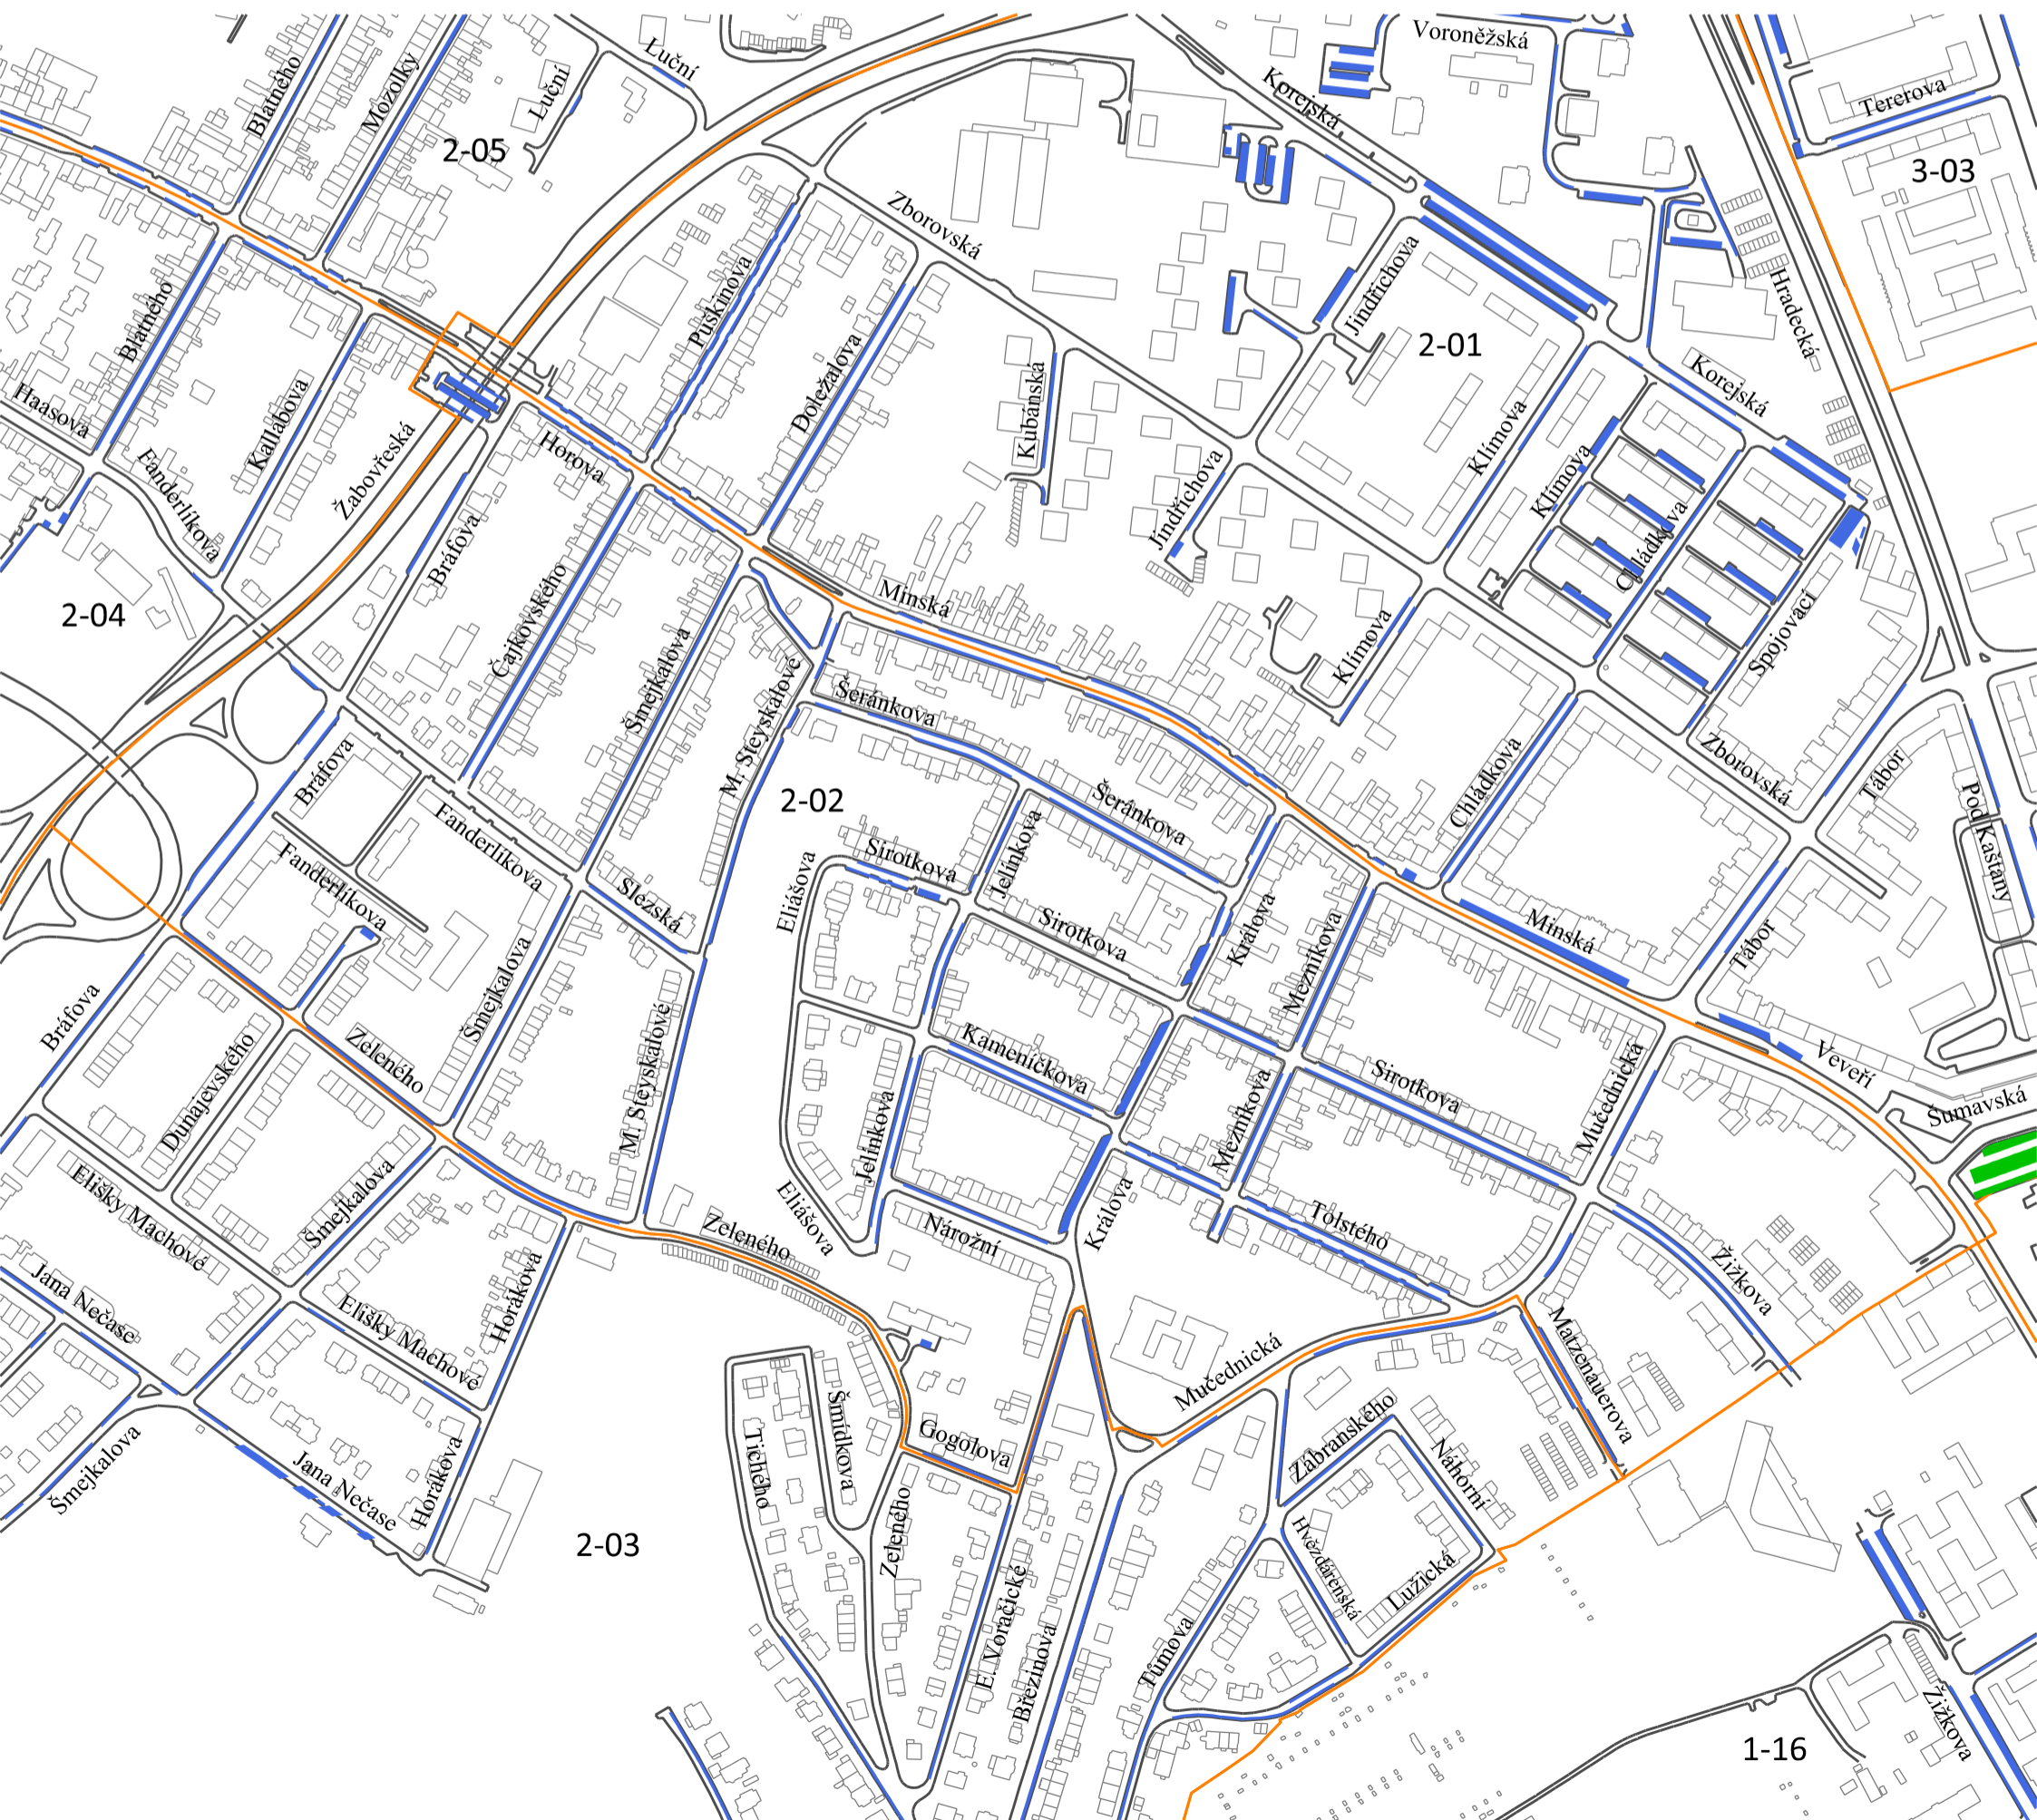 Luční
Voroněžská
Blatného
Mozolky
Luční
2-05
Korejská
Tererova
3-03
Zborovská
Blatného
Puškinova
Jindřichova
2-01
Hradecká
Haasova
Kallabova
Doležalova
Kubánská
Korejská
Fanderlíkova
Žabovřeská
Horova
Klímova
Klímova
Jindřichova
Bráfova
Chládkova
2-04
Čajkovského
Minská
Spojovací
Šmejkalova
M. Steyskalové
Šeránkova
Klímova
Bráfova
2-02
Šeránkova
Chládkova
Zborovská
Tábor
Pod Kaštany
Fanderlíkova
Fanderlíkova
Sirotkova
Jelínkova
Eliášova
Slezská
Sirotkova
Králova
Mezníkova
Minská
Tábor
Šmejkalova
Bráfova
Zeleného
Dunajevského
M. Steyskalové
Kameníčkova
Sirotkova
Veveří
Mučednická
Šumavská
Jelínkova
Mezníkova
Elišky Machové
Šmejkalova
Eliášova
Zeleného
Nárožní
Králova
Tolstého
Žižkova
Jana Nečase
Horákova
Elišky Machové
Mučednická
Matzenauerova
Šmídkova
Gogolova
Tichého
Zábranského
Náhorní
Šmejkalova
Jana Nečase
Horákova
Zeleného
2-03
Hvězdárenská
Lužická
E. Voračické
Březinova
Tůmova
Žižkova
1-16